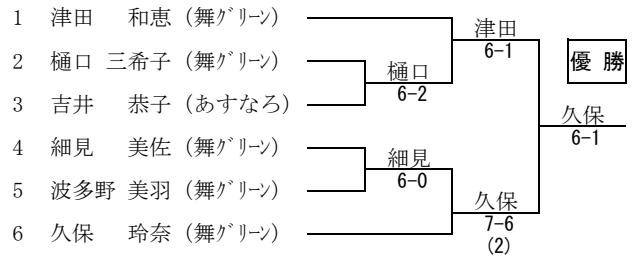 1 津田 和恵 (舞ｸﾞﾘｰﾝ)
津田
6-1
2 樋口 三希子 (舞ｸﾞﾘｰﾝ)
樋口
6-2
優 勝
3 吉井 恭子 (あすなろ)
久保
6-1
4 細見 美佐 (舞ｸﾞﾘｰﾝ)
細見
6-0
5 波多野 美羽 (舞ｸﾞﾘｰﾝ)
久保
7-6
(2)
6 久保 玲奈 (舞ｸﾞﾘｰﾝ)